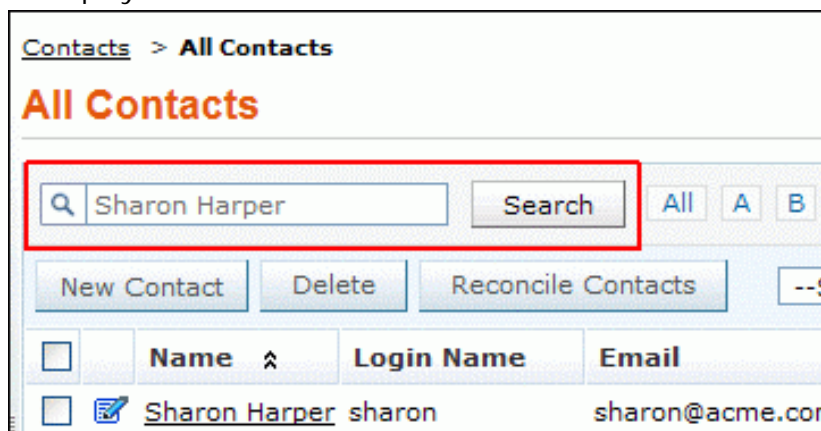 Contacts > All Contacts
All Contacts
Sharon Harper Search All A B
New Contact Delete Reconcile Contacts
Name Login Name Email
Sharon Harper sharon